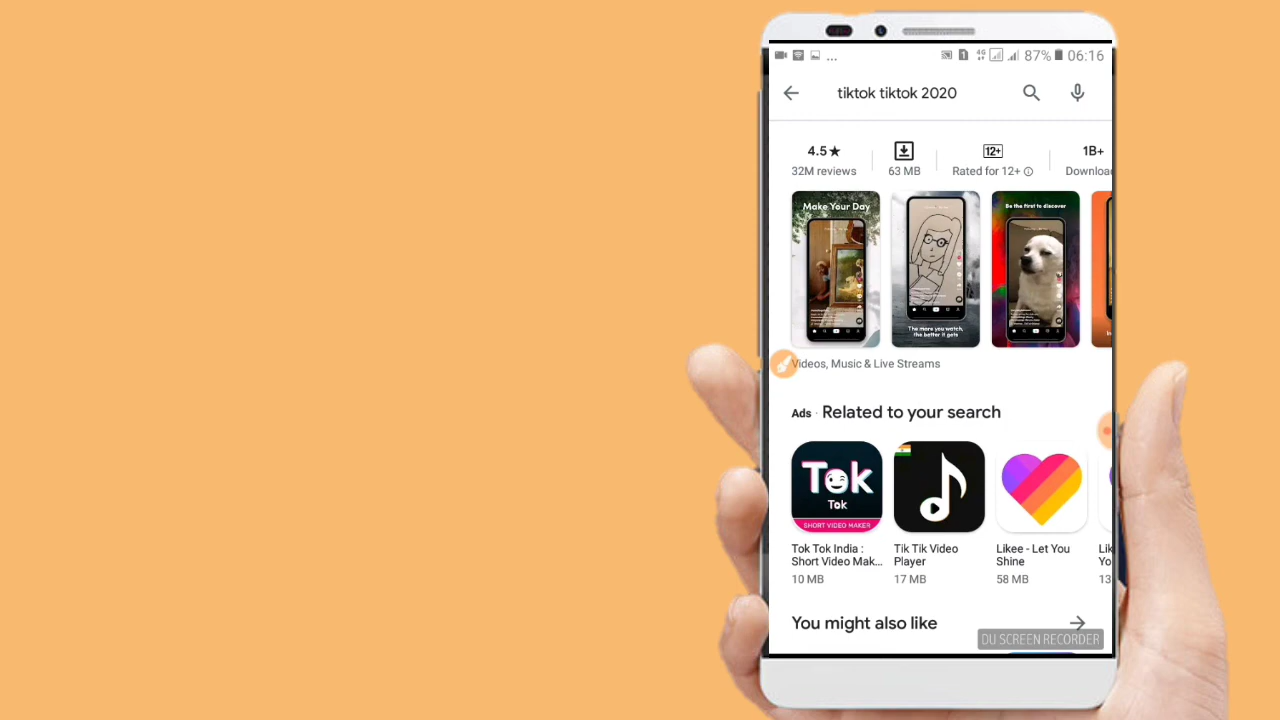 ... 4G 1 87% 06:16
tiktok tiktok 2020
4.5★ 12+ 1B+
32M reviews 63 MB Rated for 12+ Download
Make Your Day
Be the first to discover
The more you watch,
the better it gets
Videos, Music & Live Streams
Ads · Related to your search
Tok
Tok
SHORT VIDEO MAKER
Tok Tok India :
Short Video Mak...
10 MB
Tik Tik Video
Player
17 MB
Likee - Let You
Shine
58 MB
Lik
Yo
13
You might also like
DU SCREEN RECORDER